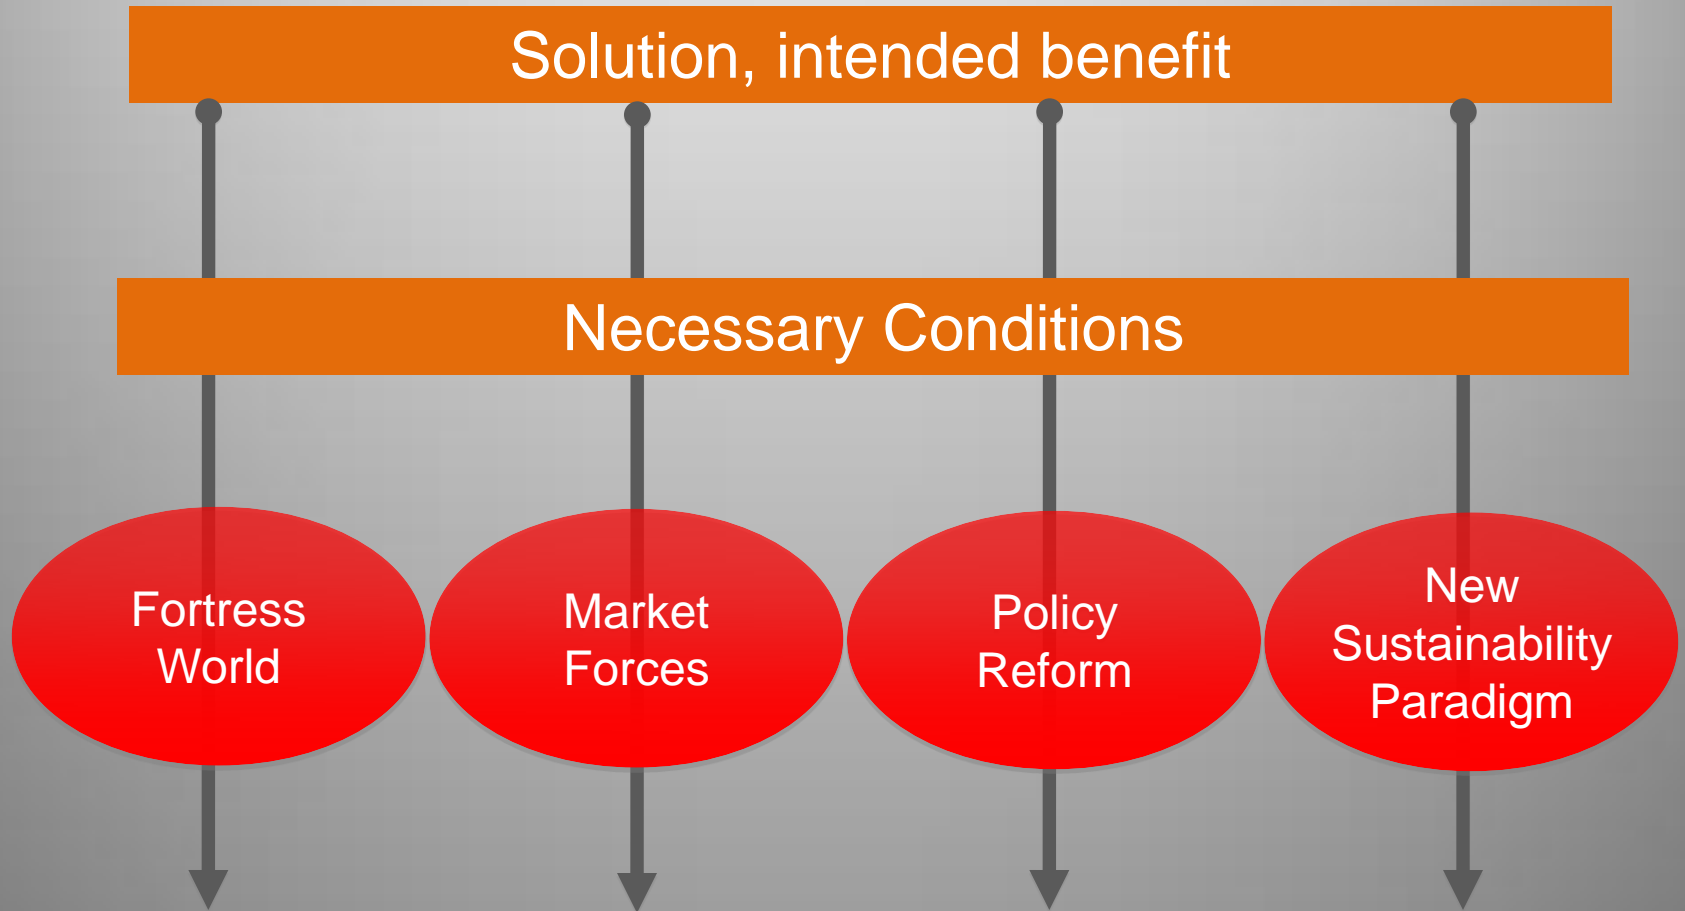 Solution, intended benefit
Necessary Conditions
Fortress
World
Market
Forces
Policy
Reform
New
Sustainability
Paradigm